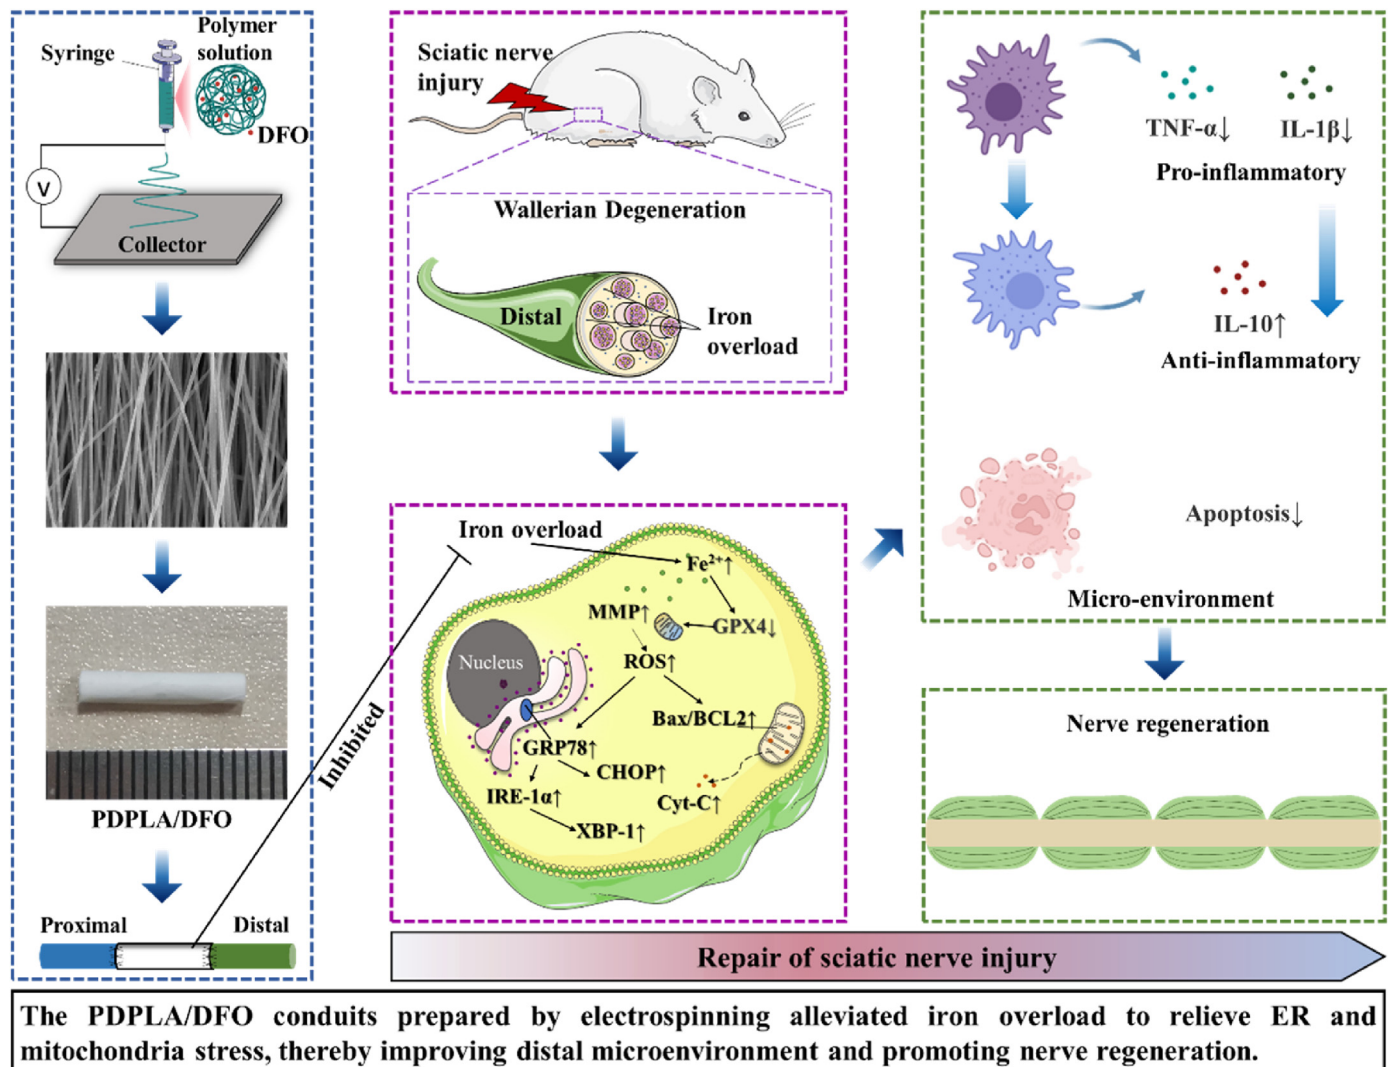 Polymer
solution
Syringe
DFO
V
Collector
PDPLA/DFO
Proximal
Distal
Inhibited
Sciatic nerve
injury
Wallerian Degeneration
Distal
Iron
overload
Iron overload
Fe²⁺↑
MMP↑
GPX4↓
Nucleus
ROS↑
Bax/BCL2↑
GRP78↑
CHOP↑
IRE-1α↑
Cyt-C↑
XBP-1↑
TNF-α↓
IL-1β↓
Pro-inflammatory
IL-10↑
Anti-inflammatory
Apoptosis↓
Micro-environment
Nerve regeneration
Repair of sciatic nerve injury
The PDPLA/DFO conduits prepared by electrospinning alleviated iron overload to relieve ER and
mitochondria stress, thereby improving distal microenvironment and promoting nerve regeneration.